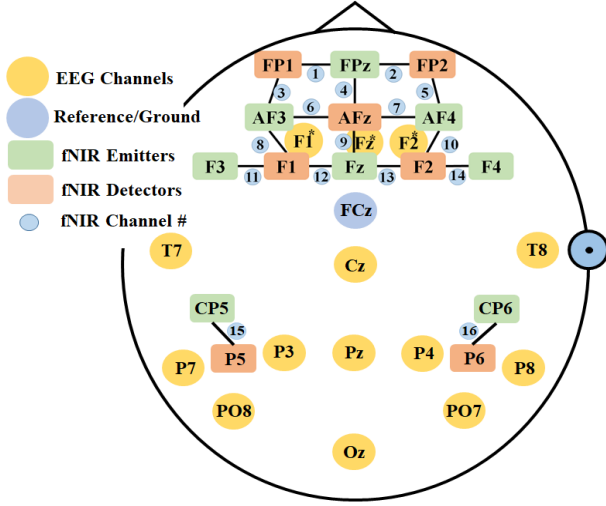 EEG Channels
Reference/Ground
fNIR Emitters
fNIR Detectors
fNIR Channel #
FP1 1 FPz 2 FP2
3 4 5
AF3 6 AFz 7 AF4
8 F1* 9 Fz* F2* 10
F3 11 F1 12 Fz 13 F2 14 F4
FCz
T7 Cz T8
CP5 CP6
15 16
P7 P5 P3 Pz P4 P6 P8
PO8 PO7
Oz